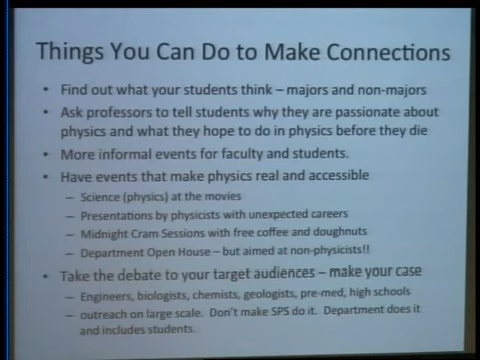 Things You Can Do to Make Connections
• Find out what your students think – majors and non-majors
• Ask professors to tell students why they are passionate about
physics and what they hope to do in physics before they die
• More informal events for faculty and students.
• Have events that make physics real and accessible
– Science (physics) at the movies
– Presentations by physicists with unexpected careers
– Midnight Cram Sessions with free coffee and doughnuts
– Department Open House – but aimed at non-physicists!!
• Take the debate to your target audiences – make your case
– Engineers, biologists, chemists, geologists, pre-med, high schools
– outreach on large scale. Don't make SPS do it. Department does it
and includes students.